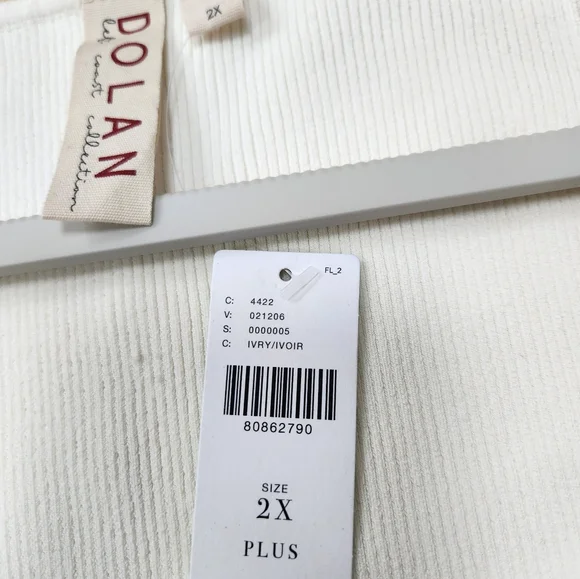 DOLAN
left coast collection
2X
FL_2
C: 4422
V: 021206
S: 0000005
C: IVRY/IVOIR
80862790
SIZE
2X
PLUS